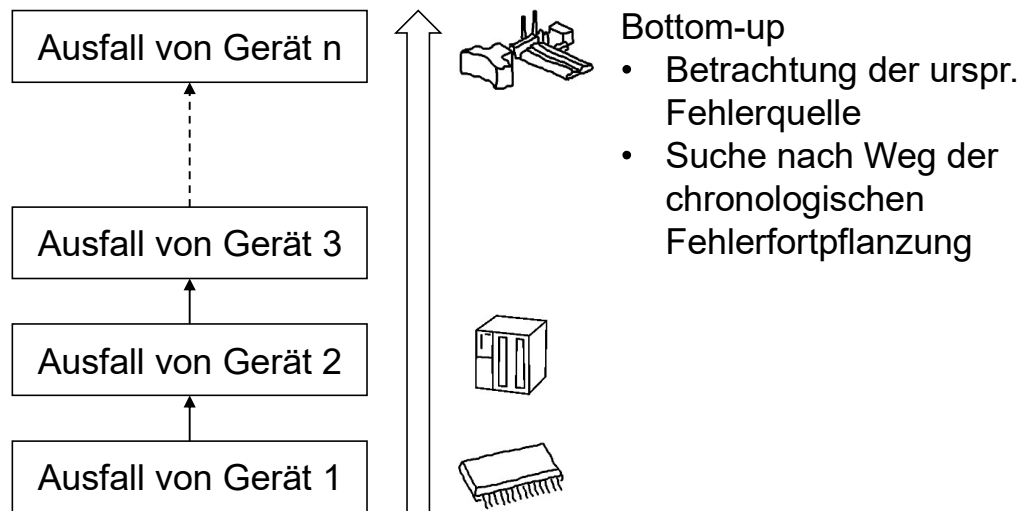 Ausfall von Gerät n
Ausfall von Gerät 3
Ausfall von Gerät 2
Ausfall von Gerät 1
Bottom-up
• Betrachtung der urspr.
Fehlerquelle
• Suche nach Weg der
chronologischen
Fehlerfortpflanzung